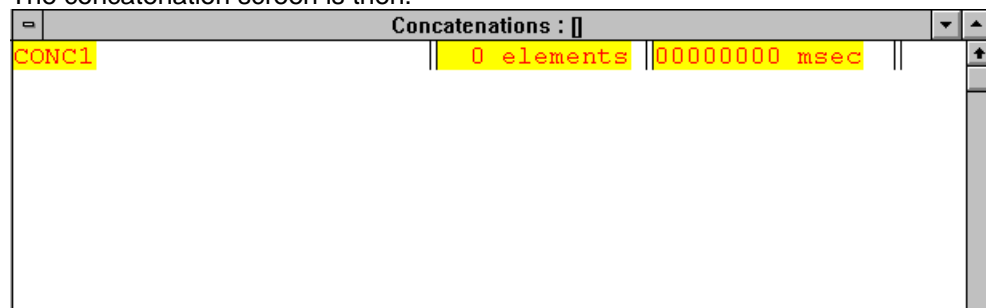 The concatenation screen is then:
Concatenations : []
CONC1 || 0 elements ||00000000 msec ||